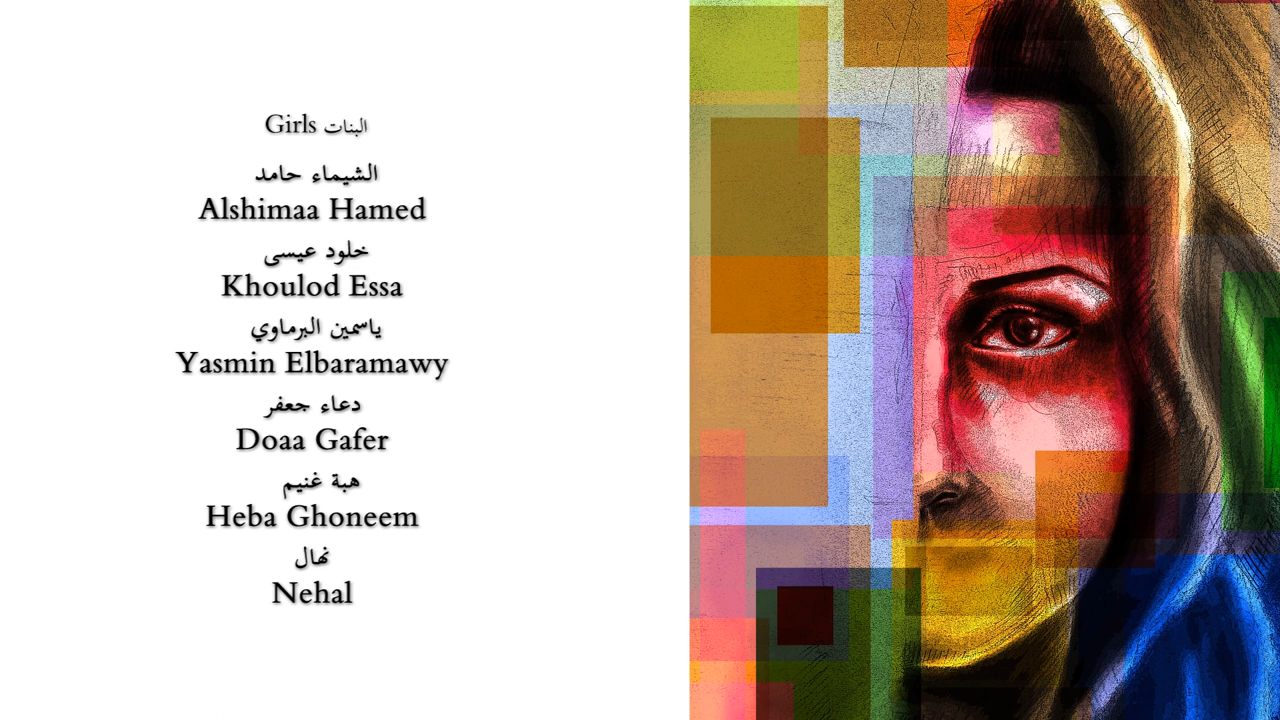 Girls البنات
الشيماء حامد
Alshimaa Hamed
خلود عيسى
Khoulod Essa
ياسمين البرماوي
Yasmin Elbaramawy
دعاء جعفر
Doaa Gafer
هبة غنيم
Heba Ghoneem
نهال
Nehal